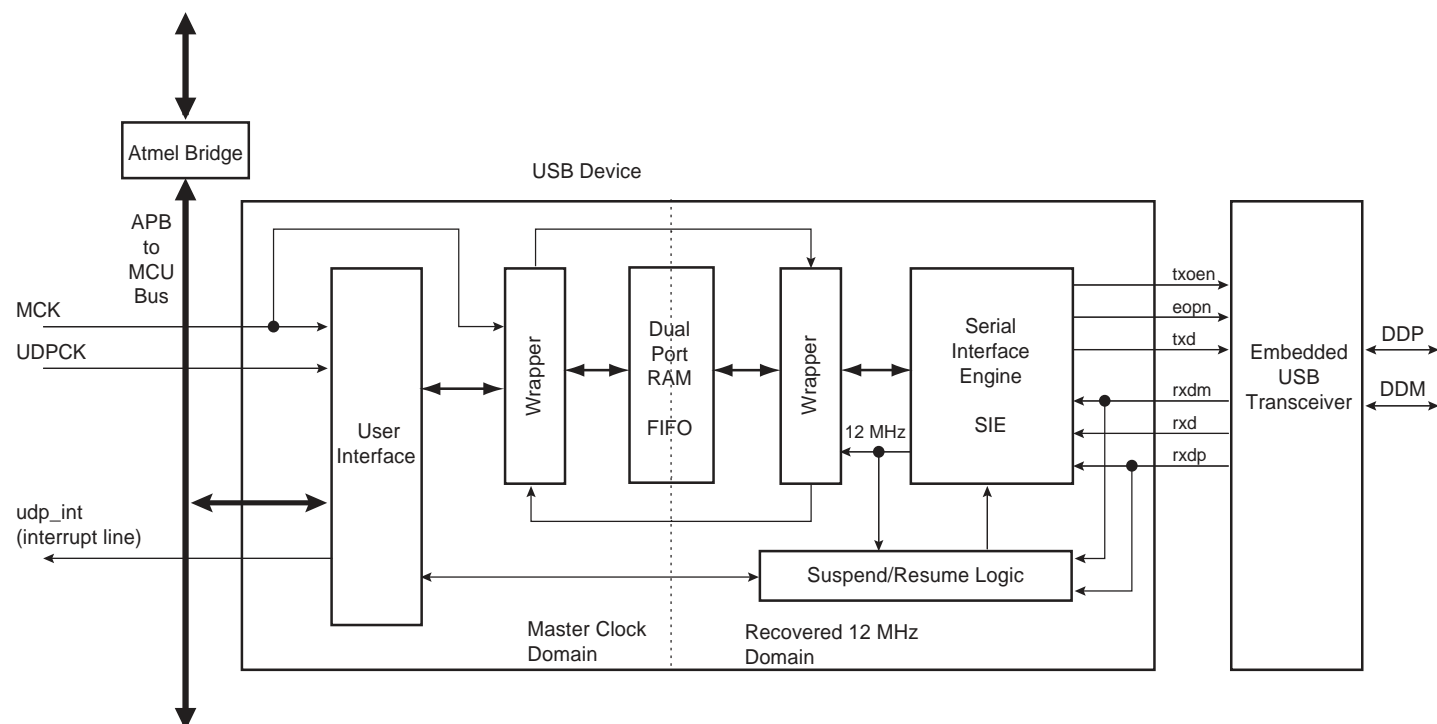 Atmel Bridge
USB Device
APB
to
MCU
Bus
MCK
UDPCK
udp_int
(interrupt line)
User
Interface
Wrapper
Dual
Port
RAM
FIFO
Wrapper
12 MHz
Serial
Interface
Engine
SIE
Suspend/Resume Logic
Master Clock
Domain
Recovered 12 MHz
Domain
txoen
eopn
txd
rxdm
rxd
rxdp
Embedded
USB
Transceiver
DDP
DDM